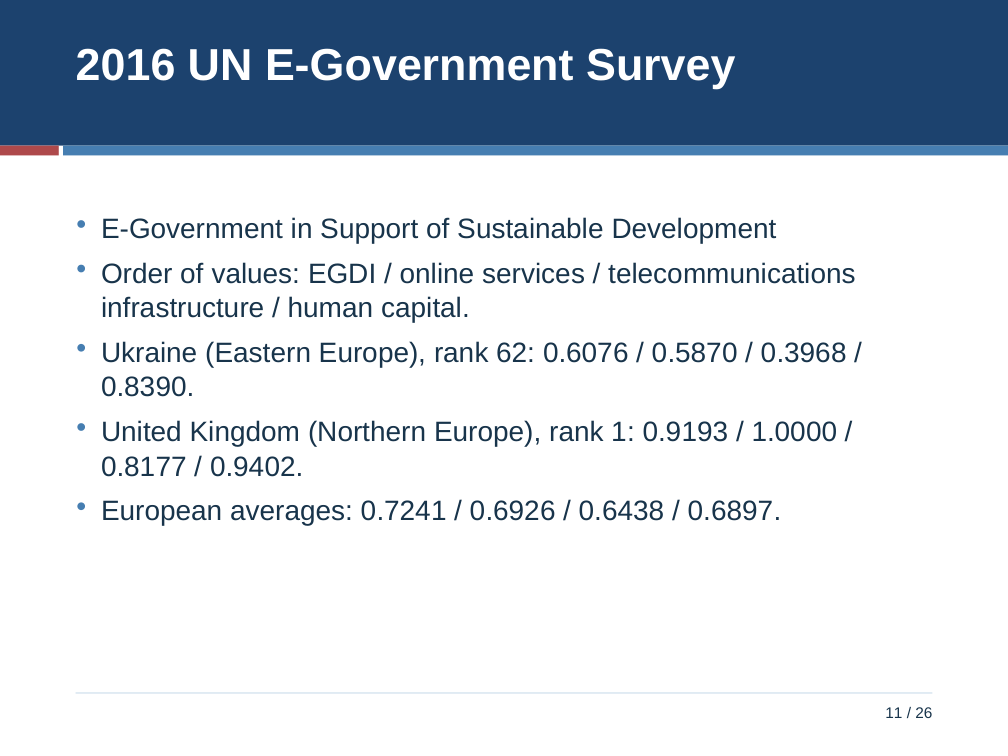 2016 UN E-Government Survey
• E-Government in Support of Sustainable Development
• Order of values: EGDI / online services / telecommunications
infrastructure / human capital.
• Ukraine (Eastern Europe), rank 62: 0.6076 / 0.5870 / 0.3968 /
0.8390.
• United Kingdom (Northern Europe), rank 1: 0.9193 / 1.0000 /
0.8177 / 0.9402.
• European averages: 0.7241 / 0.6926 / 0.6438 / 0.6897.
11 / 26